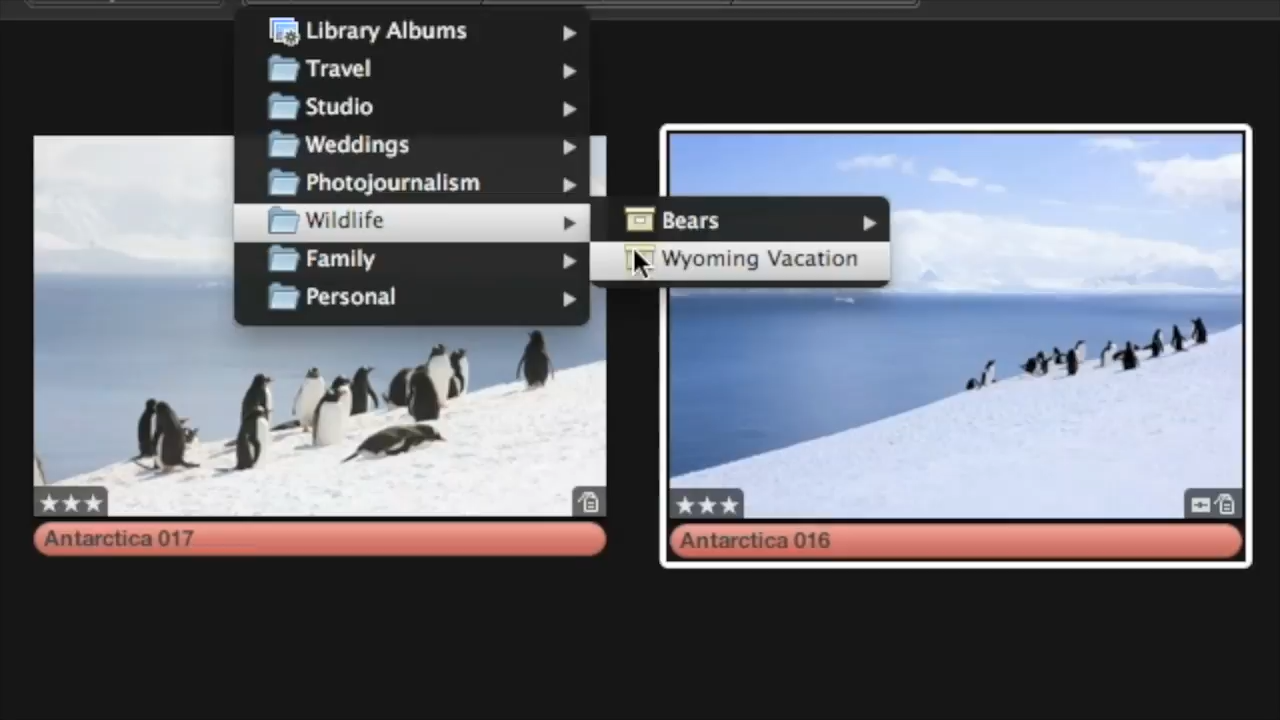 Library Albums
Travel
Studio
Weddings
Photojournalism
Wildlife
Bears
Wyoming Vacation
Family
Personal
Antarctica 017
Antarctica 016